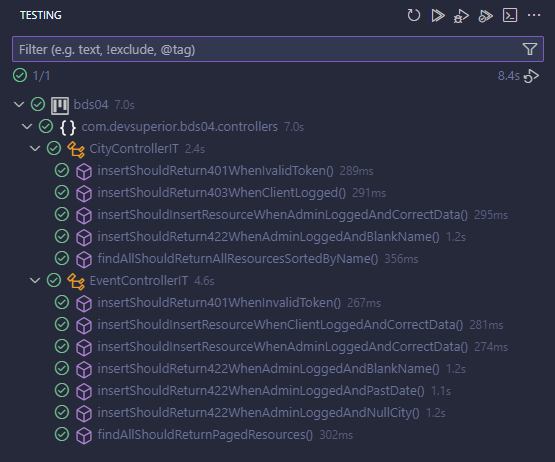 TESTING
Filter (e.g. text, !exclude, @tag)
1/1 8.4s
bds04 7.0s
{ } com.devsuperior.bds04.controllers 7.0s
CityControllerIT 2.4s
insertShouldReturn401WhenInvalidToken() 289ms
insertShouldReturn403WhenClientLogged() 291ms
insertShouldInsertResourceWhenAdminLoggedAndCorrectData() 295ms
insertShouldReturn422WhenAdminLoggedAndBlankName() 1.2s
findAllShouldReturnAllResourcesSortedByName() 356ms
EventControllerIT 4.6s
insertShouldReturn401WhenInvalidToken() 267ms
insertShouldInsertResourceWhenClientLoggedAndCorrectData() 281ms
insertShouldInsertResourceWhenAdminLoggedAndCorrectData() 274ms
insertShouldReturn422WhenAdminLoggedAndBlankName() 1.2s
insertShouldReturn422WhenAdminLoggedAndPastDate() 1.1s
insertShouldReturn422WhenAdminLoggedAndNullCity() 1.2s
findAllShouldReturnPagedResources() 302ms